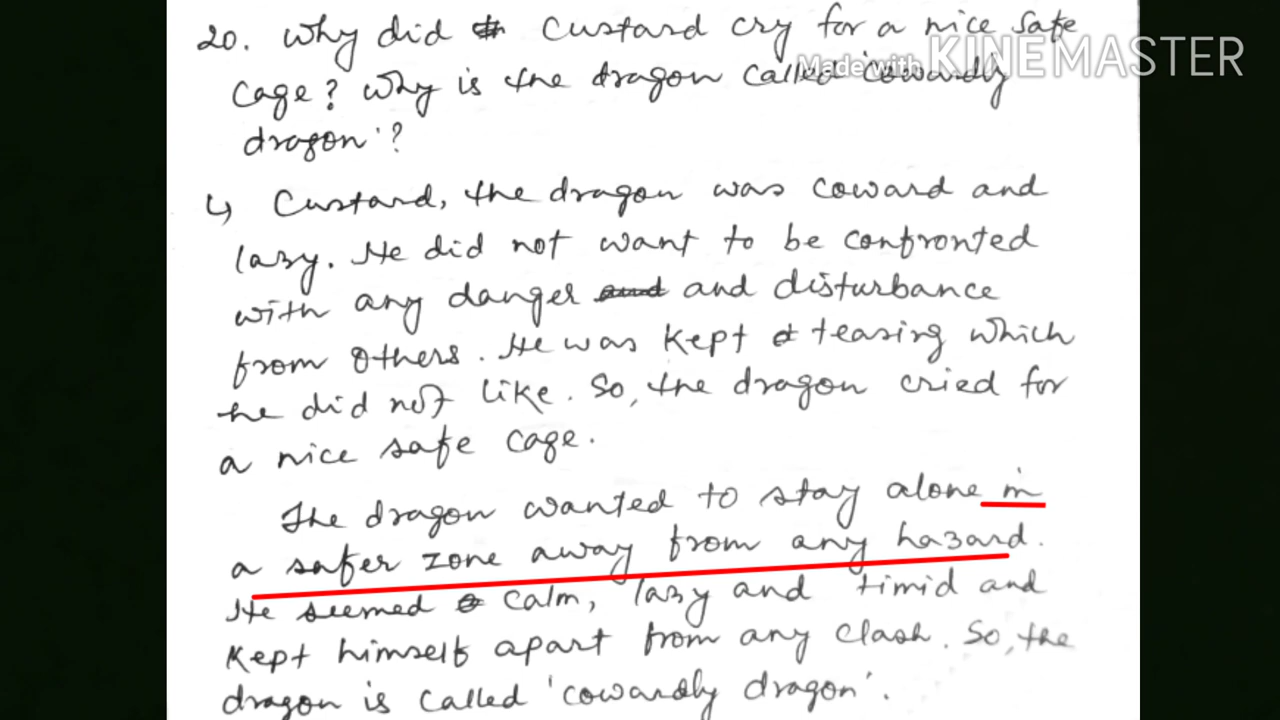 20. Why did Custard cry for a nice safe
Made with KINEMASTER
cage? Why is the dragon called 'cowardly
dragon'?
↳ Custard, the dragon was coward and
lazy. He did not want to be confronted
with any danger and and disturbance
from others. He was kept teasing which
he did not like. So, the dragon cried for
a nice safe cage.
The dragon wanted to stay alone in
a safer zone away from any hazard.
He seemed calm, lazy and timid and
kept himself apart from any clash. So, the
dragon is called 'cowardly dragon'.